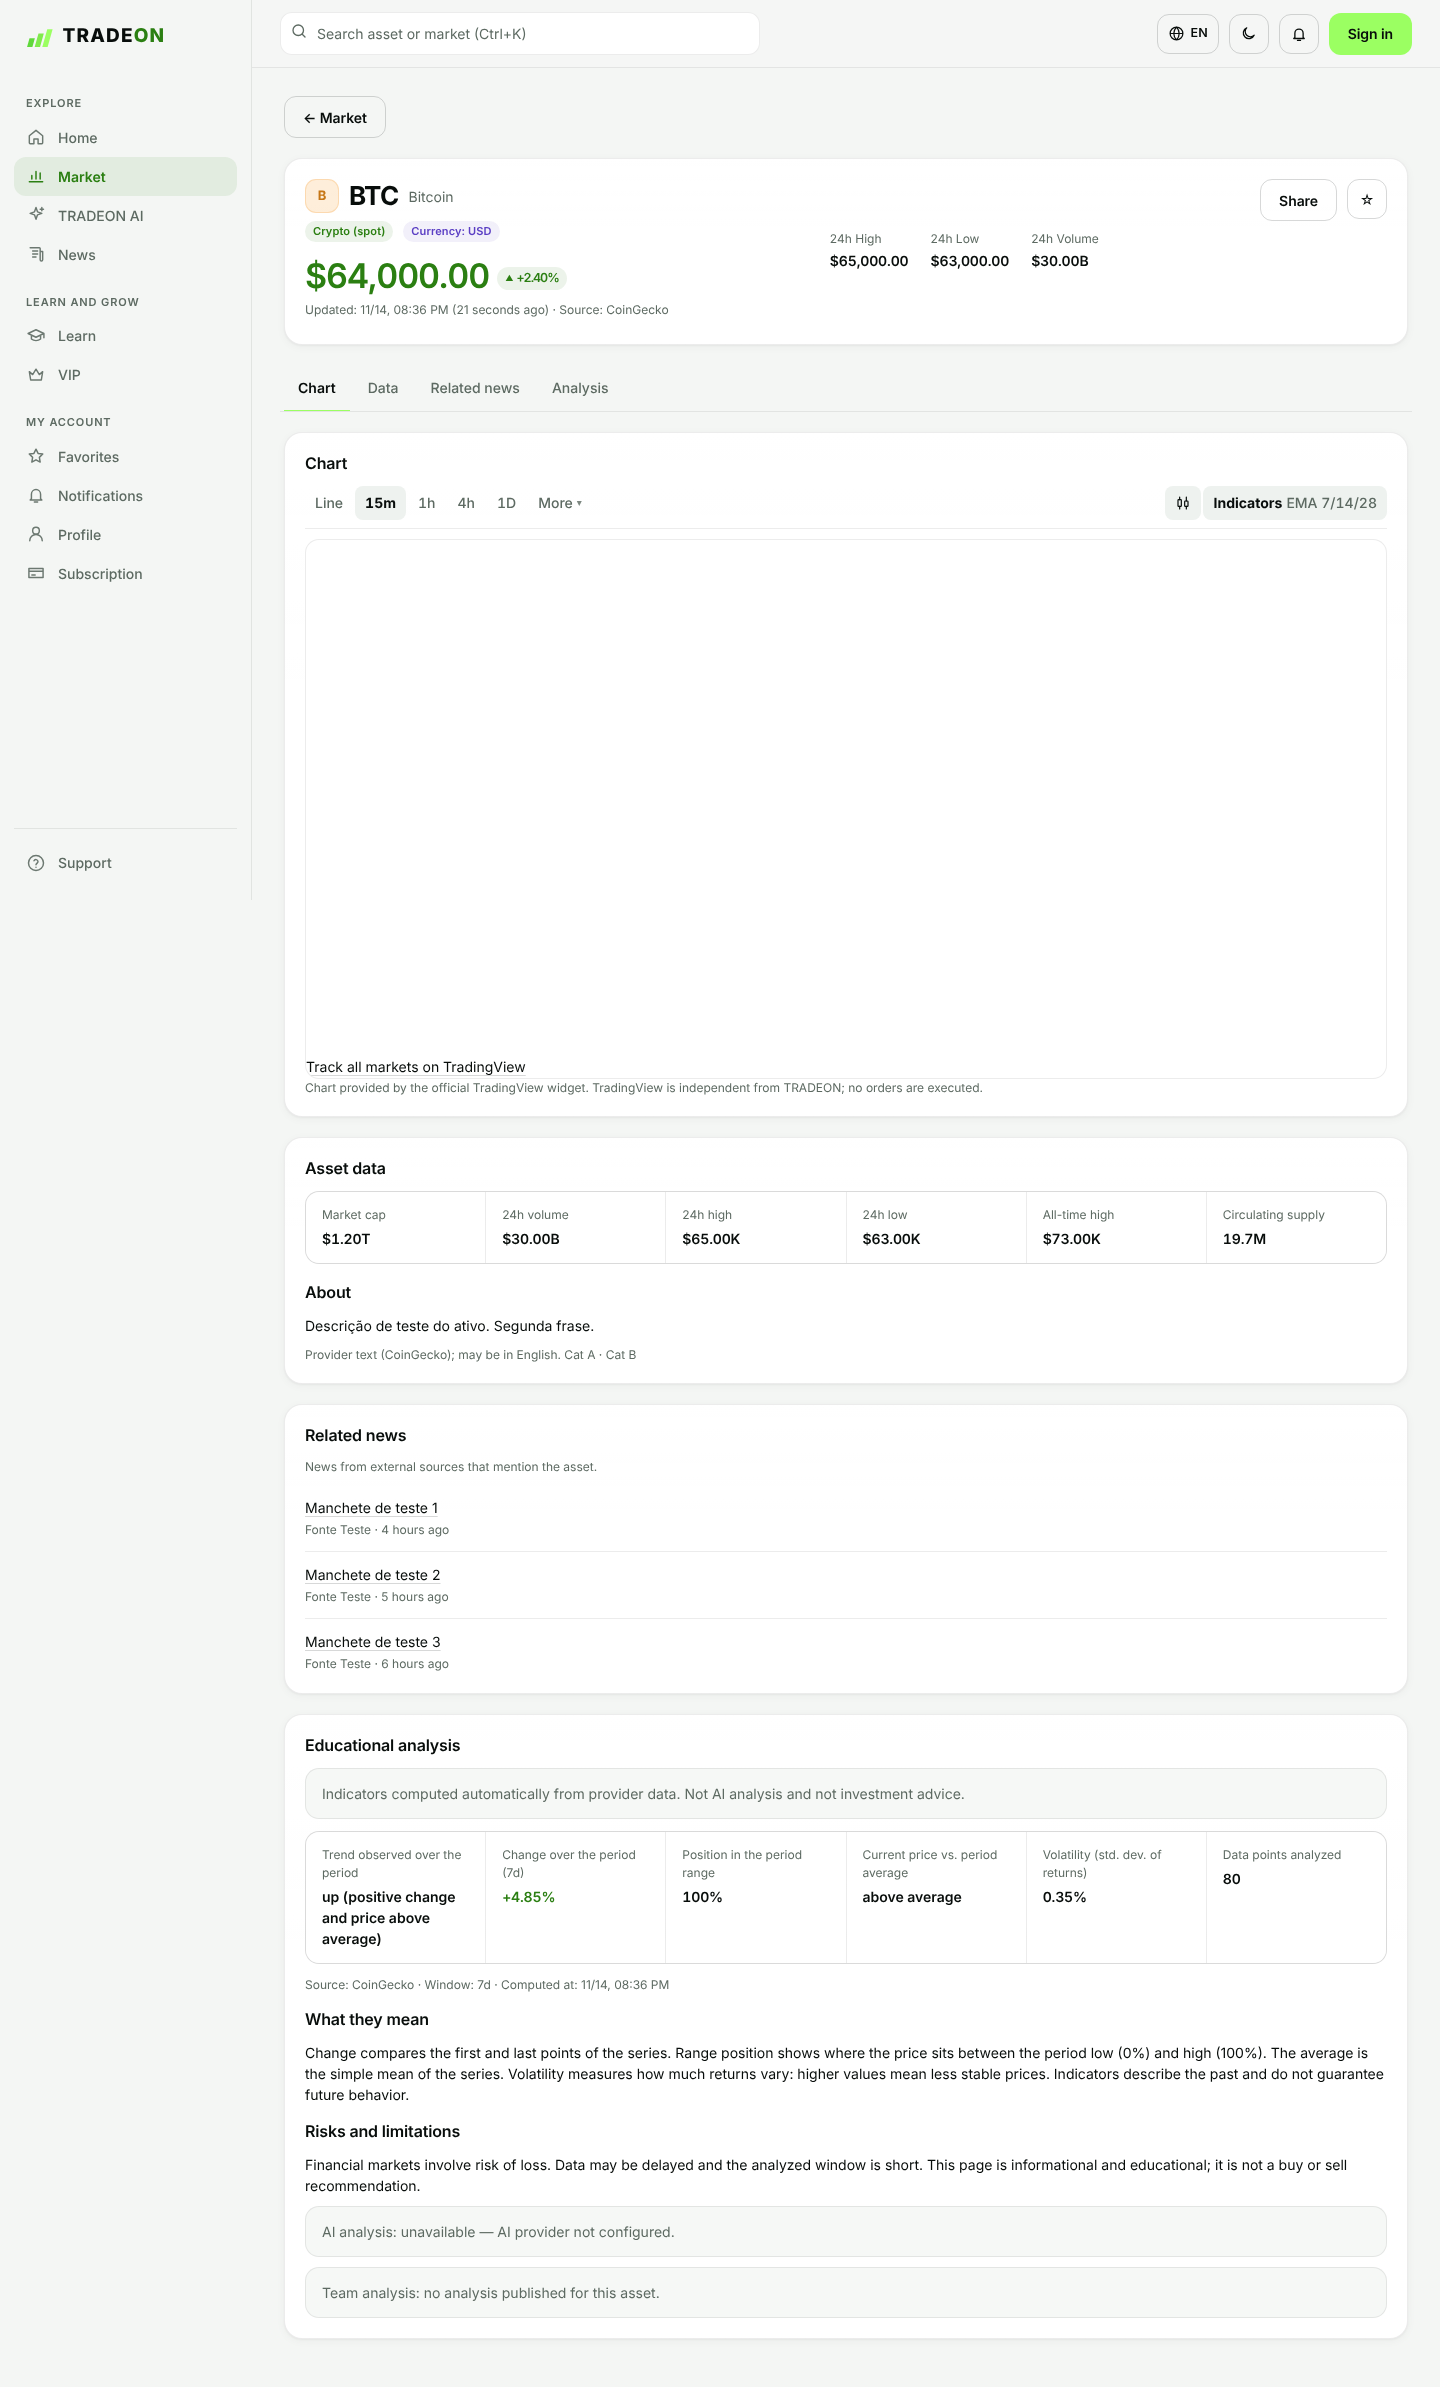 TRADEON
Search asset or market (Ctrl+K)
EN
Sign in
EXPLORE
Home
Market
TRADEON AI
News
LEARN AND GROW
Learn
VIP
MY ACCOUNT
Favorites
Notifications
Profile
Subscription
Support
← Market
B
BTC Bitcoin
Crypto (spot) Currency: USD
$64,000.00 ▲ +2.40%
Updated: 11/14, 08:36 PM (21 seconds ago) · Source: CoinGecko
24h High 24h Low 24h Volume
$65,000.00 $63,000.00 $30.00B
Share ☆
Chart Data Related news Analysis
Chart
Line 15m 1h 4h 1D More ▾ Indicators EMA 7/14/28
Track all markets on TradingView
Chart provided by the official TradingView widget. TradingView is independent from TRADEON; no orders are executed.
Asset data
Market cap 24h volume 24h high 24h low All-time high Circulating supply
$1.20T $30.00B $65.00K $63.00K $73.00K 19.7M
About
Descrição de teste do ativo. Segunda frase.
Provider text (CoinGecko); may be in English. Cat A · Cat B
Related news
News from external sources that mention the asset.
Manchete de teste 1
Fonte Teste · 4 hours ago
Manchete de teste 2
Fonte Teste · 5 hours ago
Manchete de teste 3
Fonte Teste · 6 hours ago
Educational analysis
Indicators computed automatically from provider data. Not AI analysis and not investment advice.
Trend observed over the
period
up (positive change
and price above
average)
Change over the period
(7d)
+4.85%
Position in the period
range
100%
Current price vs. period
average
above average
Volatility (std. dev. of
returns)
0.35%
Data points analyzed
80
Source: CoinGecko · Window: 7d · Computed at: 11/14, 08:36 PM
What they mean
Change compares the first and last points of the series. Range position shows where the price sits between the period low (0%) and high (100%). The average is
the simple mean of the series. Volatility measures how much returns vary: higher values mean less stable prices. Indicators describe the past and do not guarantee
future behavior.
Risks and limitations
Financial markets involve risk of loss. Data may be delayed and the analyzed window is short. This page is informational and educational; it is not a buy or sell
recommendation.
AI analysis: unavailable — AI provider not configured.
Team analysis: no analysis published for this asset.